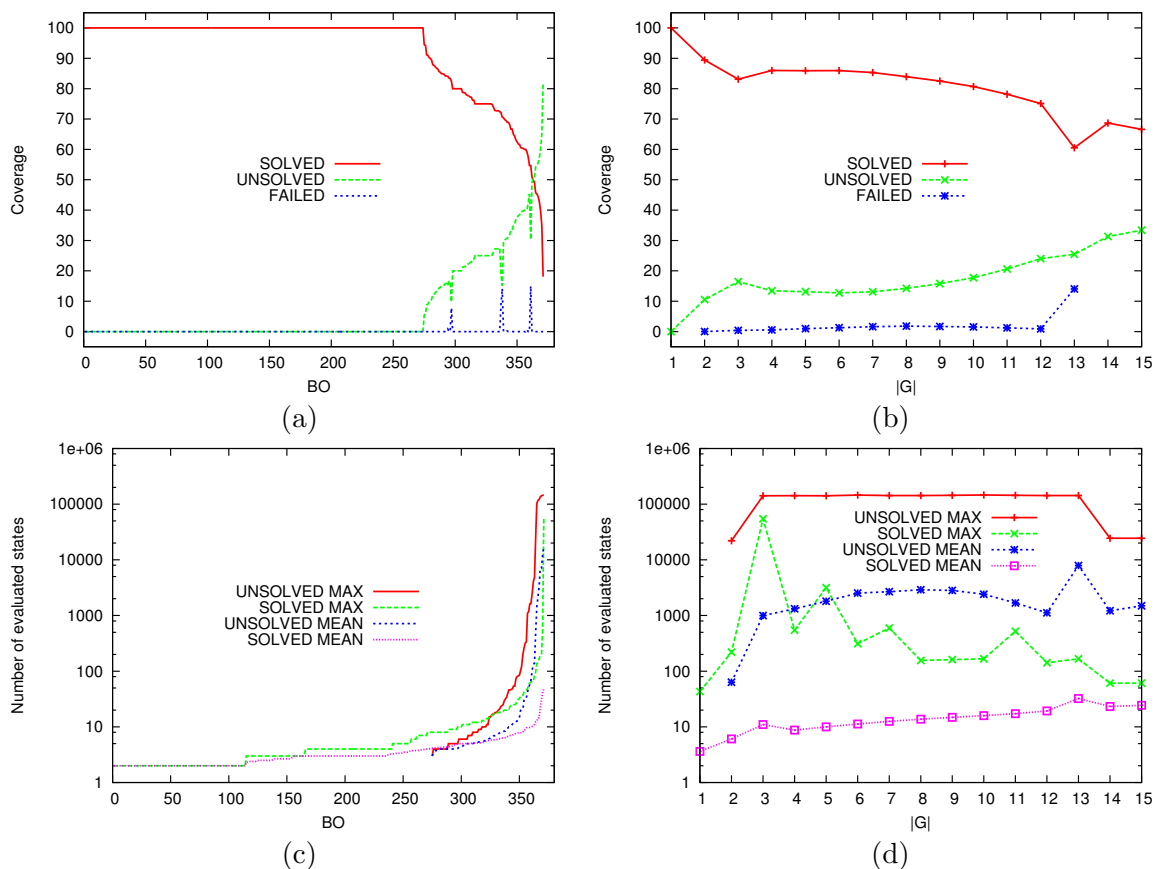 100
90
80
70
60
50
40
30
20
10
0
Coverage
SOLVED
UNSOLVED
FAILED
0 50 100 150 200 250 300 350
BO
(a)
100
90
80
70
60
50
40
30
20
10
0
Coverage
SOLVED
UNSOLVED
FAILED
1 2 3 4 5 6 7 8 9 10 11 12 13 14 15
|G|
(b)
1e+06
100000
10000
1000
100
10
1
Number of evaluated states
UNSOLVED MAX
SOLVED MAX
UNSOLVED MEAN
SOLVED MEAN
0 50 100 150 200 250 300 350
BO
(c)
1e+06
100000
10000
1000
100
10
1
Number of evaluated states
UNSOLVED MAX
SOLVED MAX
UNSOLVED MEAN
SOLVED MEAN
1 2 3 4 5 6 7 8 9 10 11 12 13 14 15
|G|
(d)